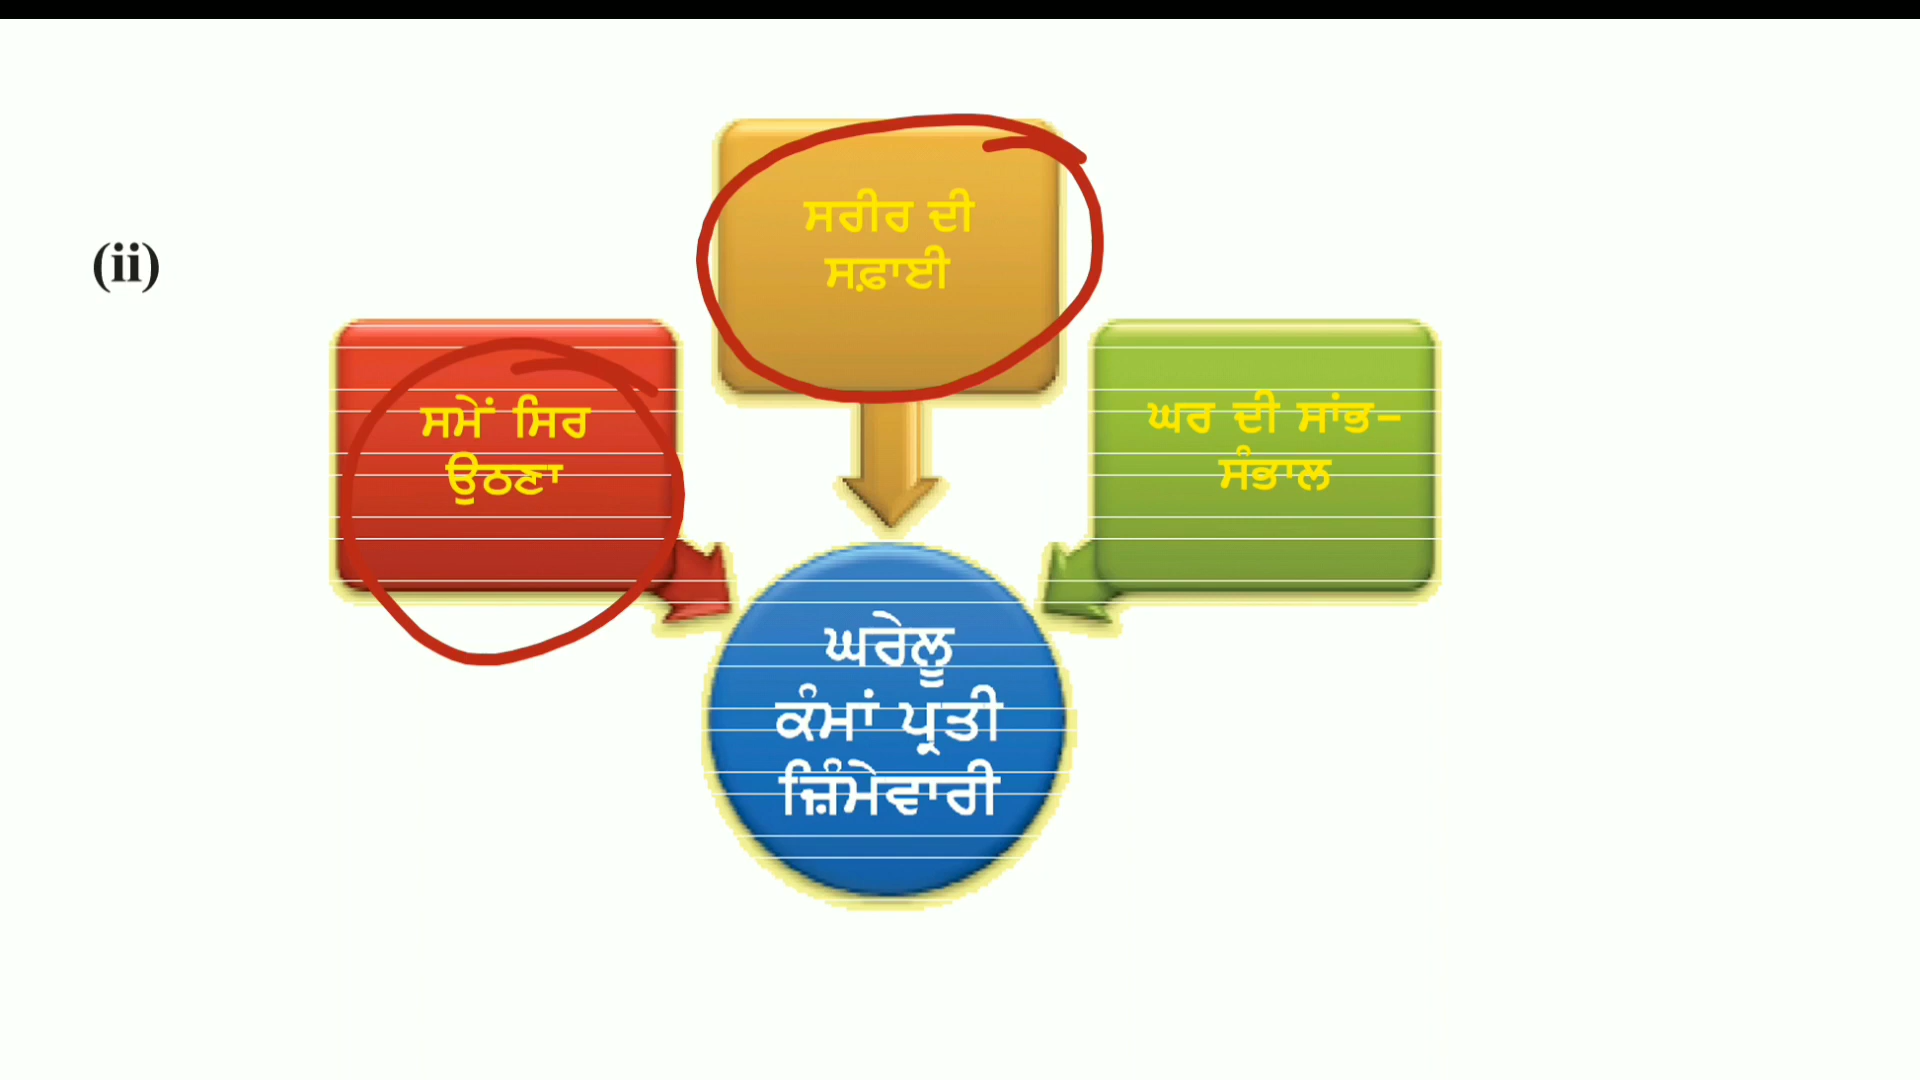 (ii)
ਸਰੀਰ ਦੀ
ਸਫ਼ਾਈ
ਸਮੇਂ ਸਿਰ
ਉਠਣਾ
ਘਰ ਦੀ ਸਾਂਭ-
ਸੰਭਾਲ
ਘਰੇਲੂ
ਕੰਮਾਂ ਪ੍ਰਤੀ
ਜ਼ਿੰਮੇਵਾਰੀ